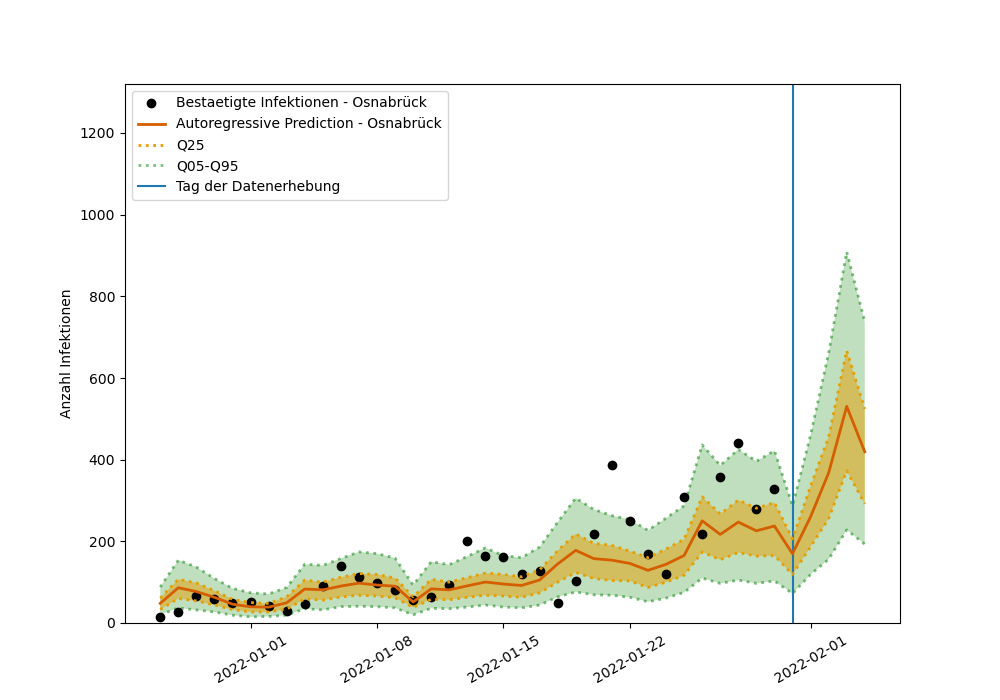 Bestaetigte Infektionen - Osnabrück
Autoregressive Prediction - Osnabrück
Q25
Q05-Q95
Tag der Datenerhebung
1200
1000
800
600
400
200
0
Anzahl Infektionen
2022-01-01
2022-01-08
2022-01-15
2022-01-22
2022-02-01